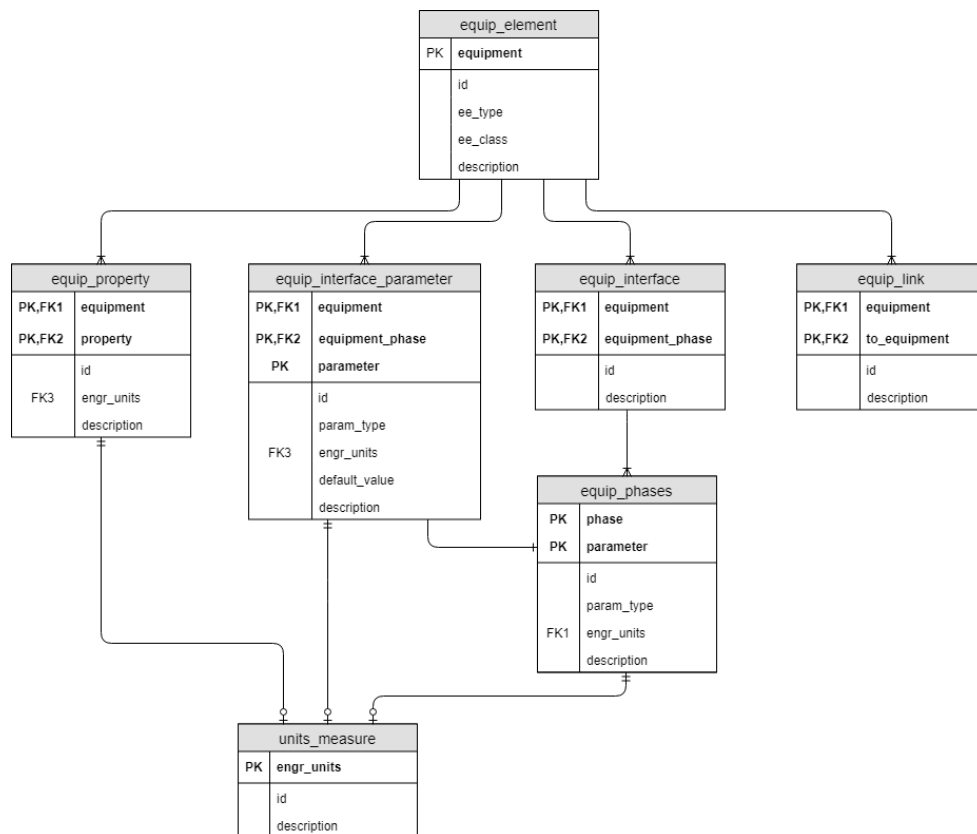 equip_element
PK equipment
id
ee_type
ee_class
description
equip_property
PK,FK1 equipment
PK,FK2 property
id
FK3 engr_units
description
equip_interface_parameter
PK,FK1 equipment
PK,FK2 equipment_phase
PK parameter
id
param_type
FK3 engr_units
default_value
description
equip_interface
PK,FK1 equipment
PK,FK2 equipment_phase
id
description
equip_link
PK,FK1 equipment
PK,FK2 to_equipment
id
description
equip_phases
PK phase
PK parameter
id
param_type
FK1 engr_units
description
units_measure
PK engr_units
id
description